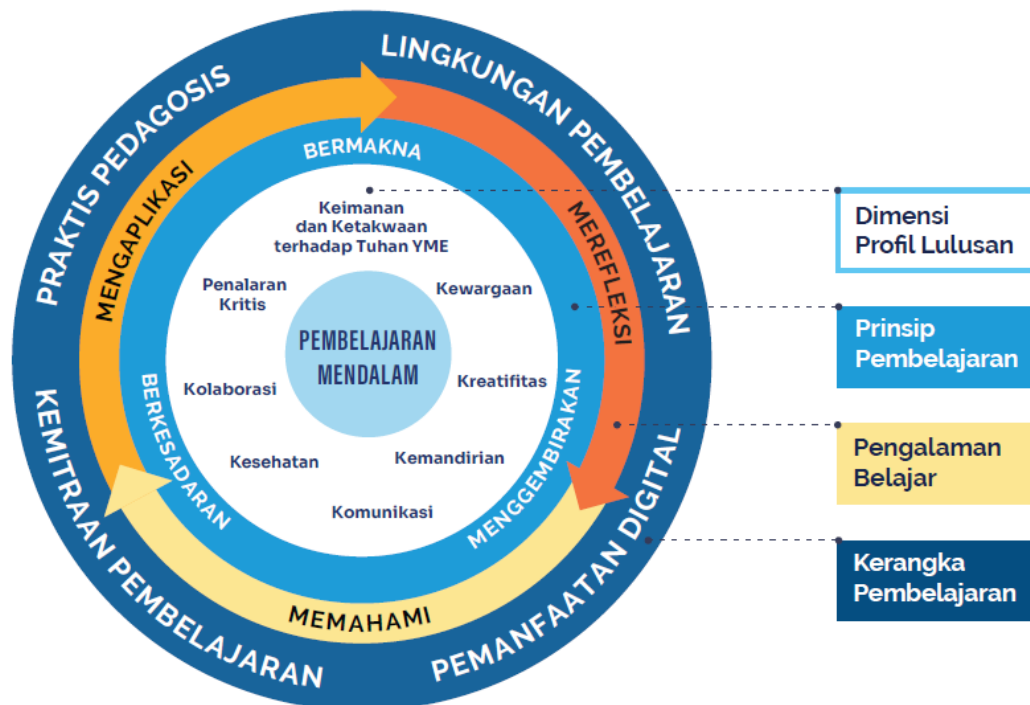 PRAKTIS PEDAGOSIS
LINGKUNGAN PEMBELAJARAN
MENGAPLIKASI
BERMAKNA
MEREFLEKSI
Keimanan
dan Ketakwaan
terhadap Tuhan YME
Penalaran
Kritis
Kewargaan
PEMBELAJARAN
MENDALAM
Kolaborasi
Kreatifitas
Kesehatan
Kemandirian
Komunikasi
BERKESADARAN
MENGGEMBIRAKAN
MEMAHAMI
KEMITRAAN PEMBELAJARAN
PEMANFAATAN DIGITAL
Dimensi
Profil Lulusan
Prinsip
Pembelajaran
Pengalaman
Belajar
Kerangka
Pembelajaran